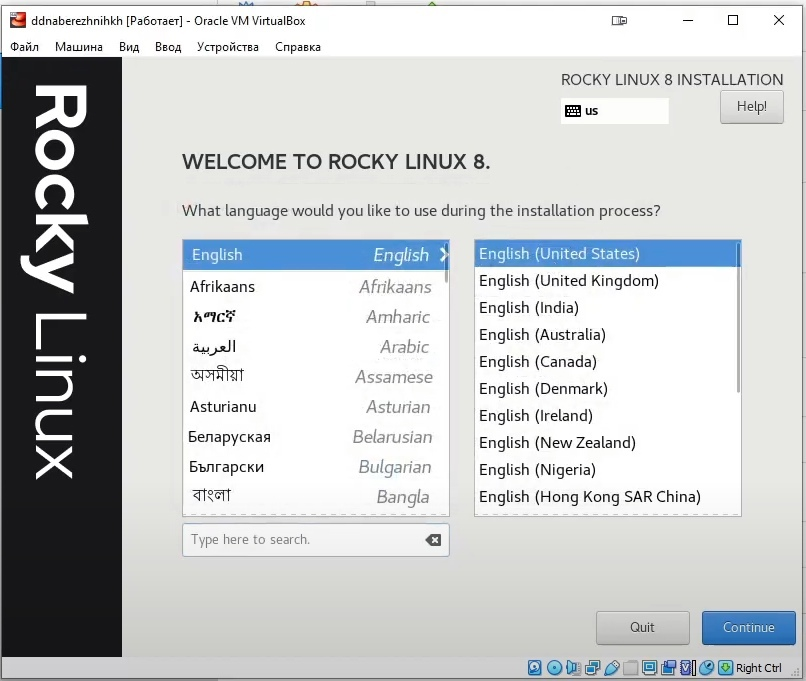 ddnaberezhnihkh [Работает] - Oracle VM VirtualBox
Файл Машина Вид Ввод Устройства Справка
Rocky Linux
ROCKY LINUX 8 INSTALLATION
us
Help!
WELCOME TO ROCKY LINUX 8.
What language would you like to use during the installation process?
English English
Afrikaans Afrikaans
አማርኛ Amharic
العربية Arabic
অসমীয়া Assamese
Asturianu Asturian
Беларуская Belarusian
Български Bulgarian
বাংলা Bangla
Type here to search.
English (United States)
English (United Kingdom)
English (India)
English (Australia)
English (Canada)
English (Denmark)
English (Ireland)
English (New Zealand)
English (Nigeria)
English (Hong Kong SAR China)
Quit Continue
Right Ctrl